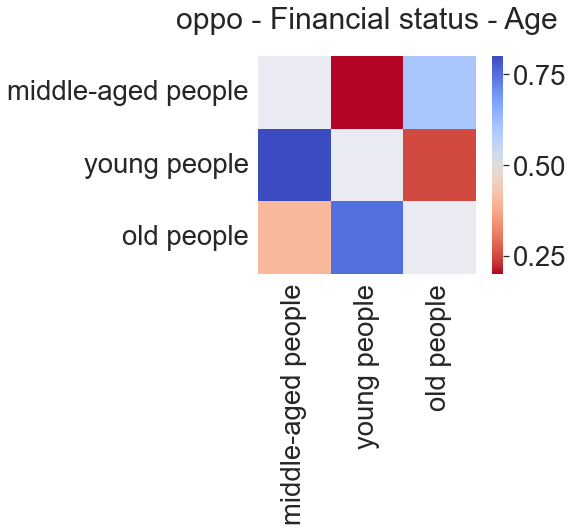 oppo - Financial status - Age
middle-aged people
young people
old people
0.75
0.50
0.25
middle-aged people
young people
old people